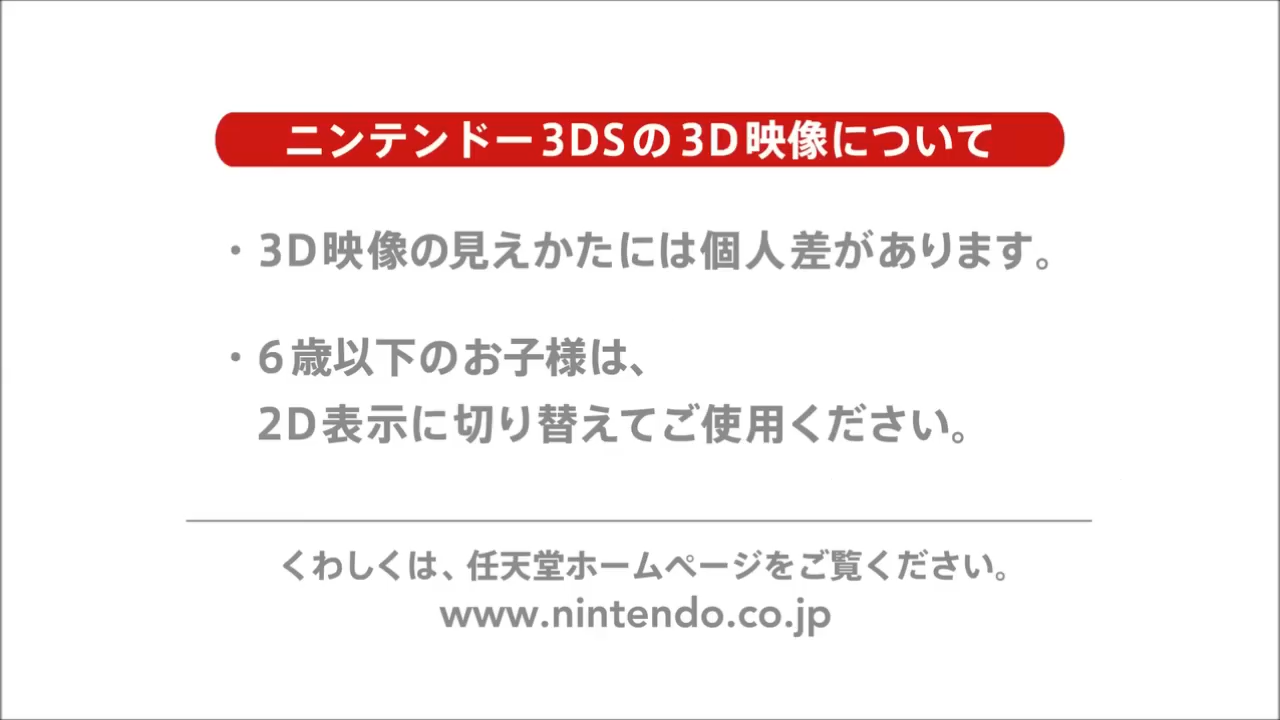 ニンテンドー3DSの3D映像について
・3D映像の見えかたには個人差があります。
・6歳以下のお子様は、
2D表示に切り替えてご使用ください。
くわしくは、任天堂ホームページをご覧ください。
www.nintendo.co.jp